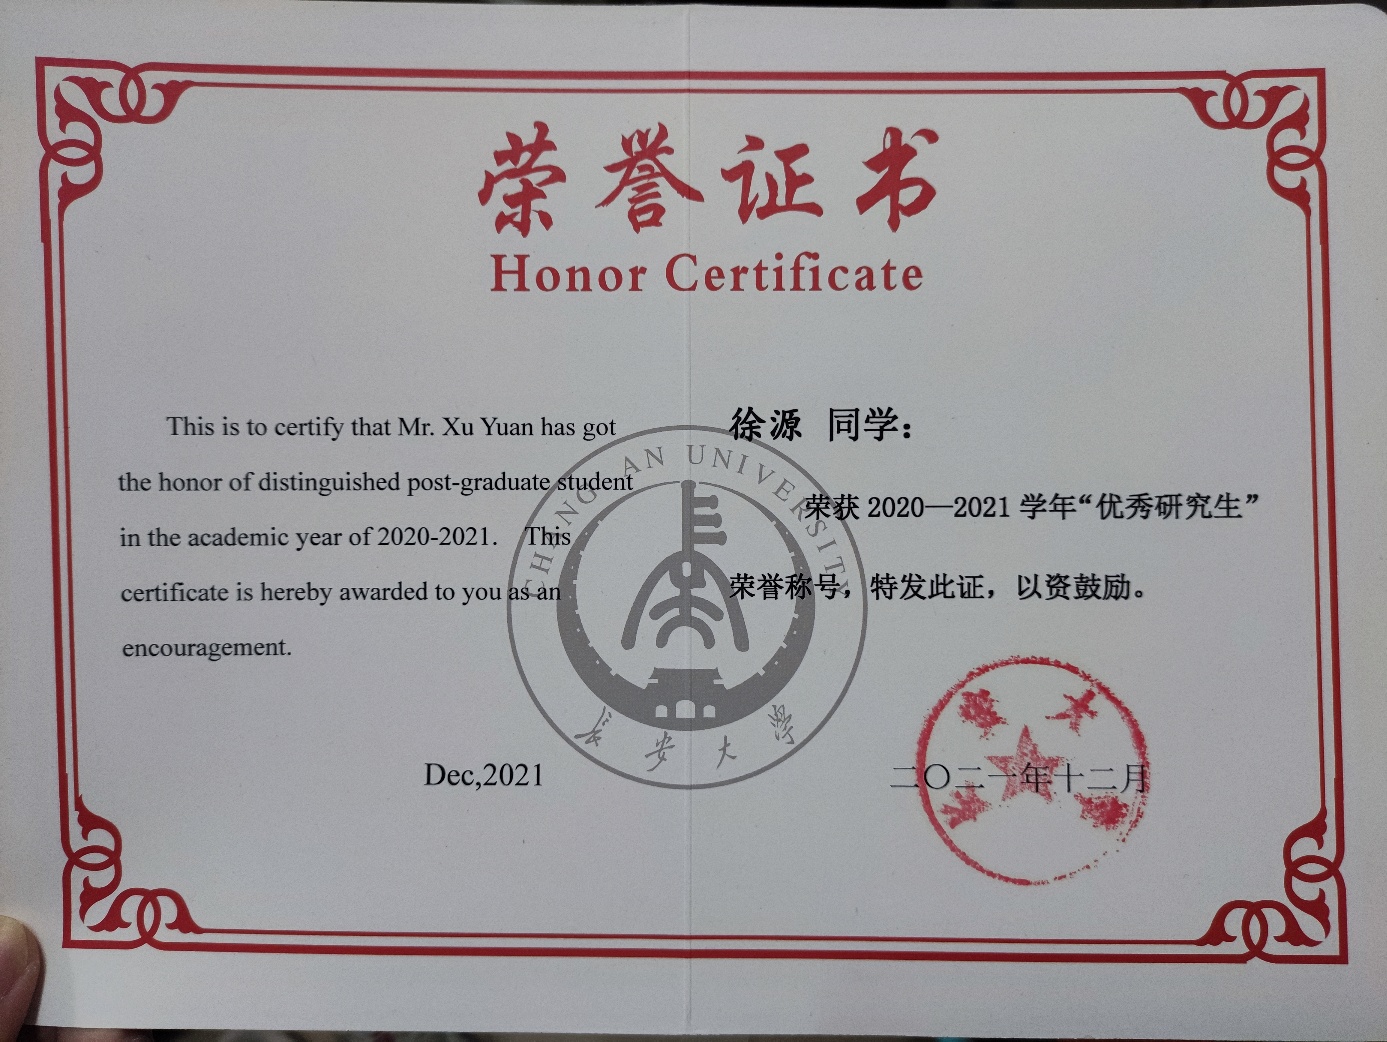 荣誉证书
Honor Certificate
This is to certify that Mr. Xu Yuan has got
the honor of distinguished post-graduate student
in the academic year of 2020-2021. This
certificate is hereby awarded to you as an
encouragement.
Dec,2021
徐源 同学：
荣获 2020—2021 学年“优秀研究生”
荣誉称号，特发此证，以资鼓励。
二〇二一年十二月
CHANG'AN UNIVERSITY
长安大学